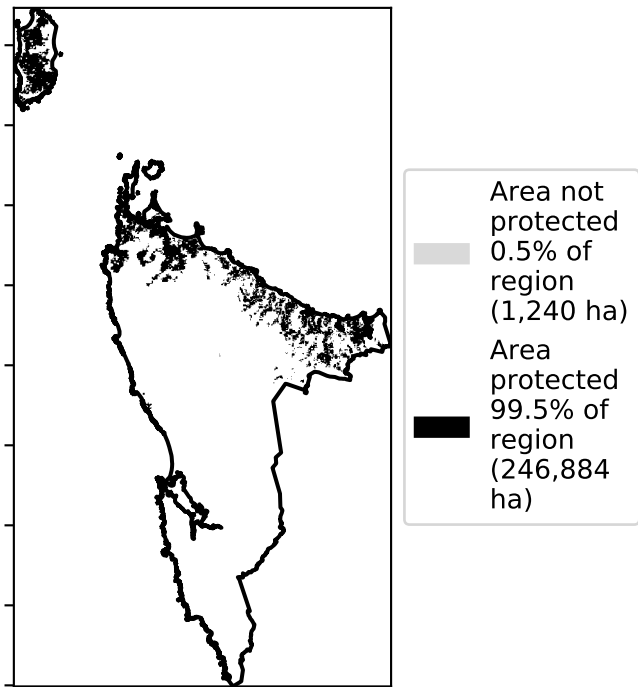 Area not
protected
0.5% of
region
(1,240 ha)
Area
protected
99.5% of
region
(246,884
ha)